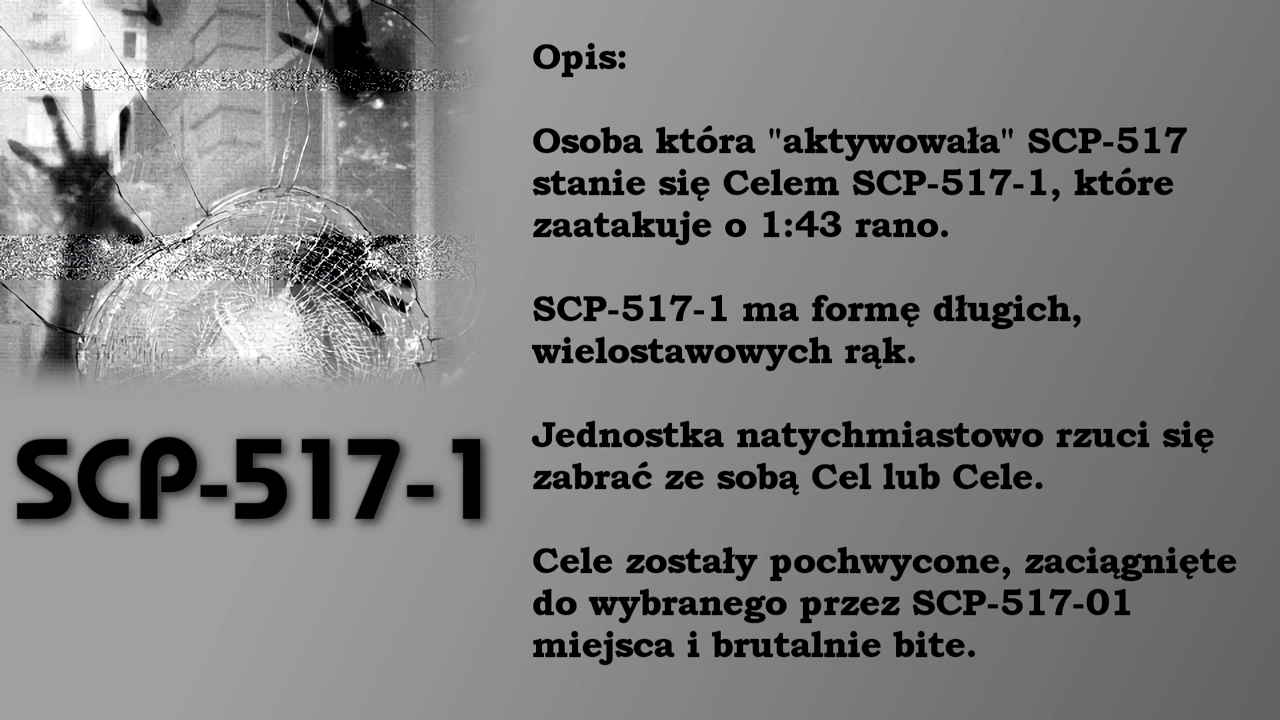 Opis:
Osoba która "aktywowała" SCP-517
stanie się Celem SCP-517-1, które
zaatakuje o 1:43 rano.
SCP-517-1 ma formę długich,
wielostawowych rąk.
Jednostka natychmiastowo rzuci się
zabrać ze sobą Cel lub Cele.
Cele zostały pochwycone, zaciągnięte
do wybranego przez SCP-517-01
miejsca i brutalnie bite.
SCP-517-1